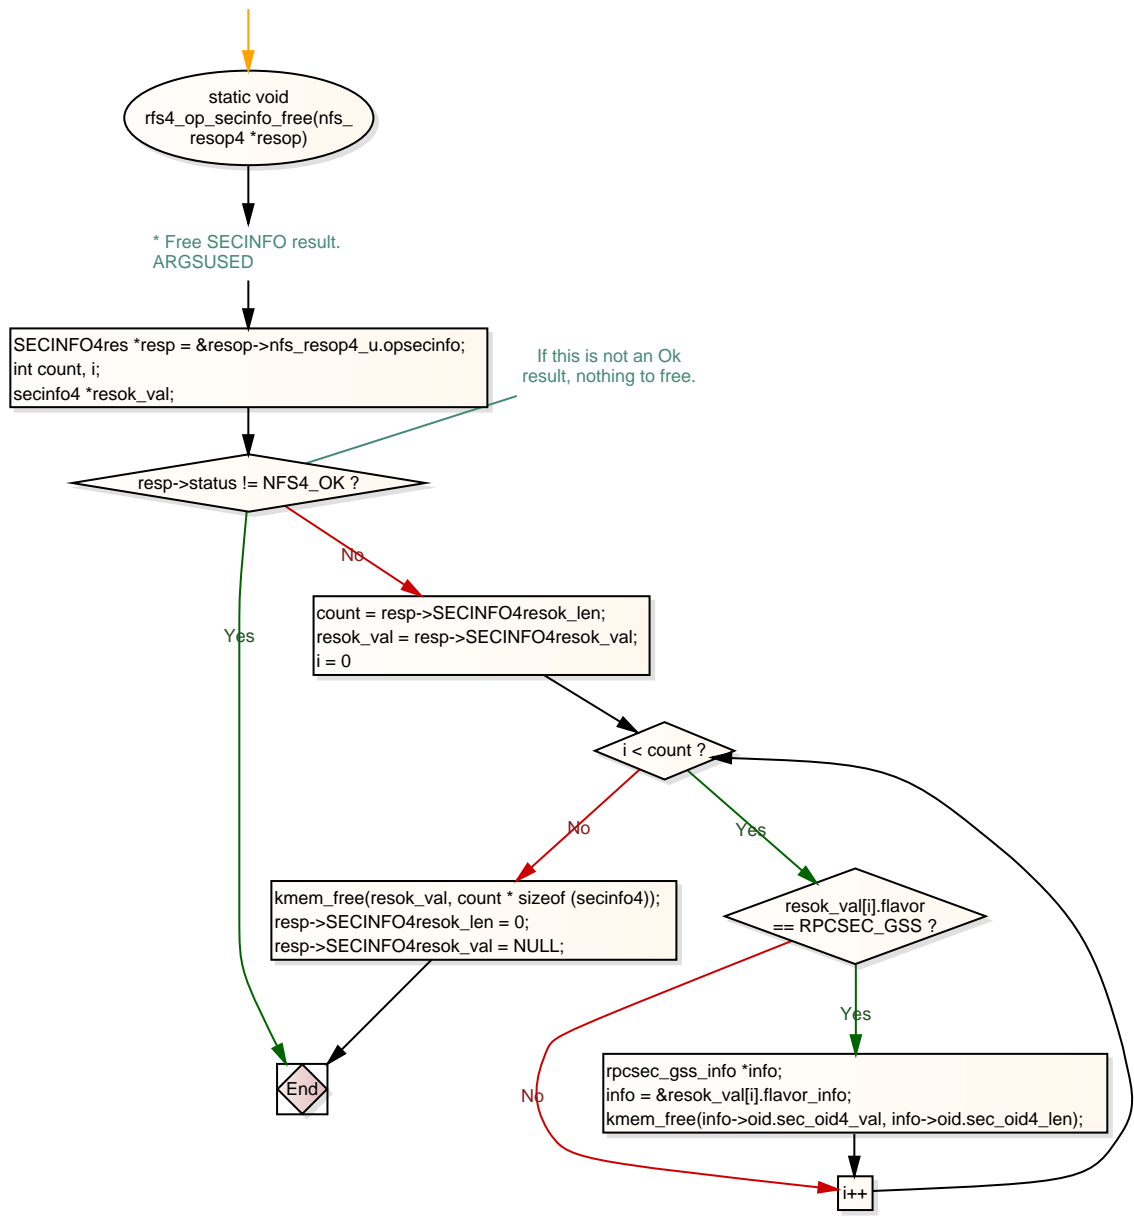 static void
rfs4_op_secinfo_free(nfs_
resop4 *resop)
* Free SECINFO result.
ARGSUSED
SECINFO4res *resp = &resop->nfs_resop4_u.opsecinfo;
int count, i;
secinfo4 *resok_val;
If this is not an Ok
result, nothing to free.
resp->status != NFS4_OK ?
No
Yes
count = resp->SECINFO4resok_len;
resok_val = resp->SECINFO4resok_val;
i = 0
i < count ?
No
Yes
kmem_free(resok_val, count * sizeof (secinfo4));
resp->SECINFO4resok_len = 0;
resp->SECINFO4resok_val = NULL;
resok_val[i].flavor
== RPCSEC_GSS ?
Yes
No
End
rpcsec_gss_info *info;
info = &resok_val[i].flavor_info;
kmem_free(info->oid.sec_oid4_val, info->oid.sec_oid4_len);
i++